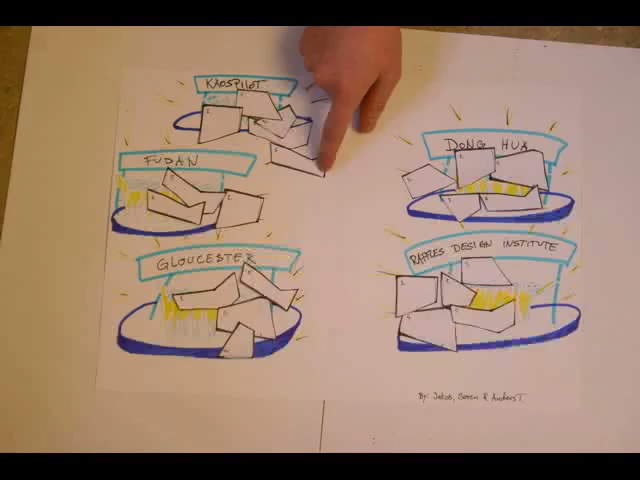 KAOSPILOT
FUDAN
GLOUCESTER
DONG HUA
RAFFLES DESIGN INSTITUTE
By: Jakob, Søren & Anders T.